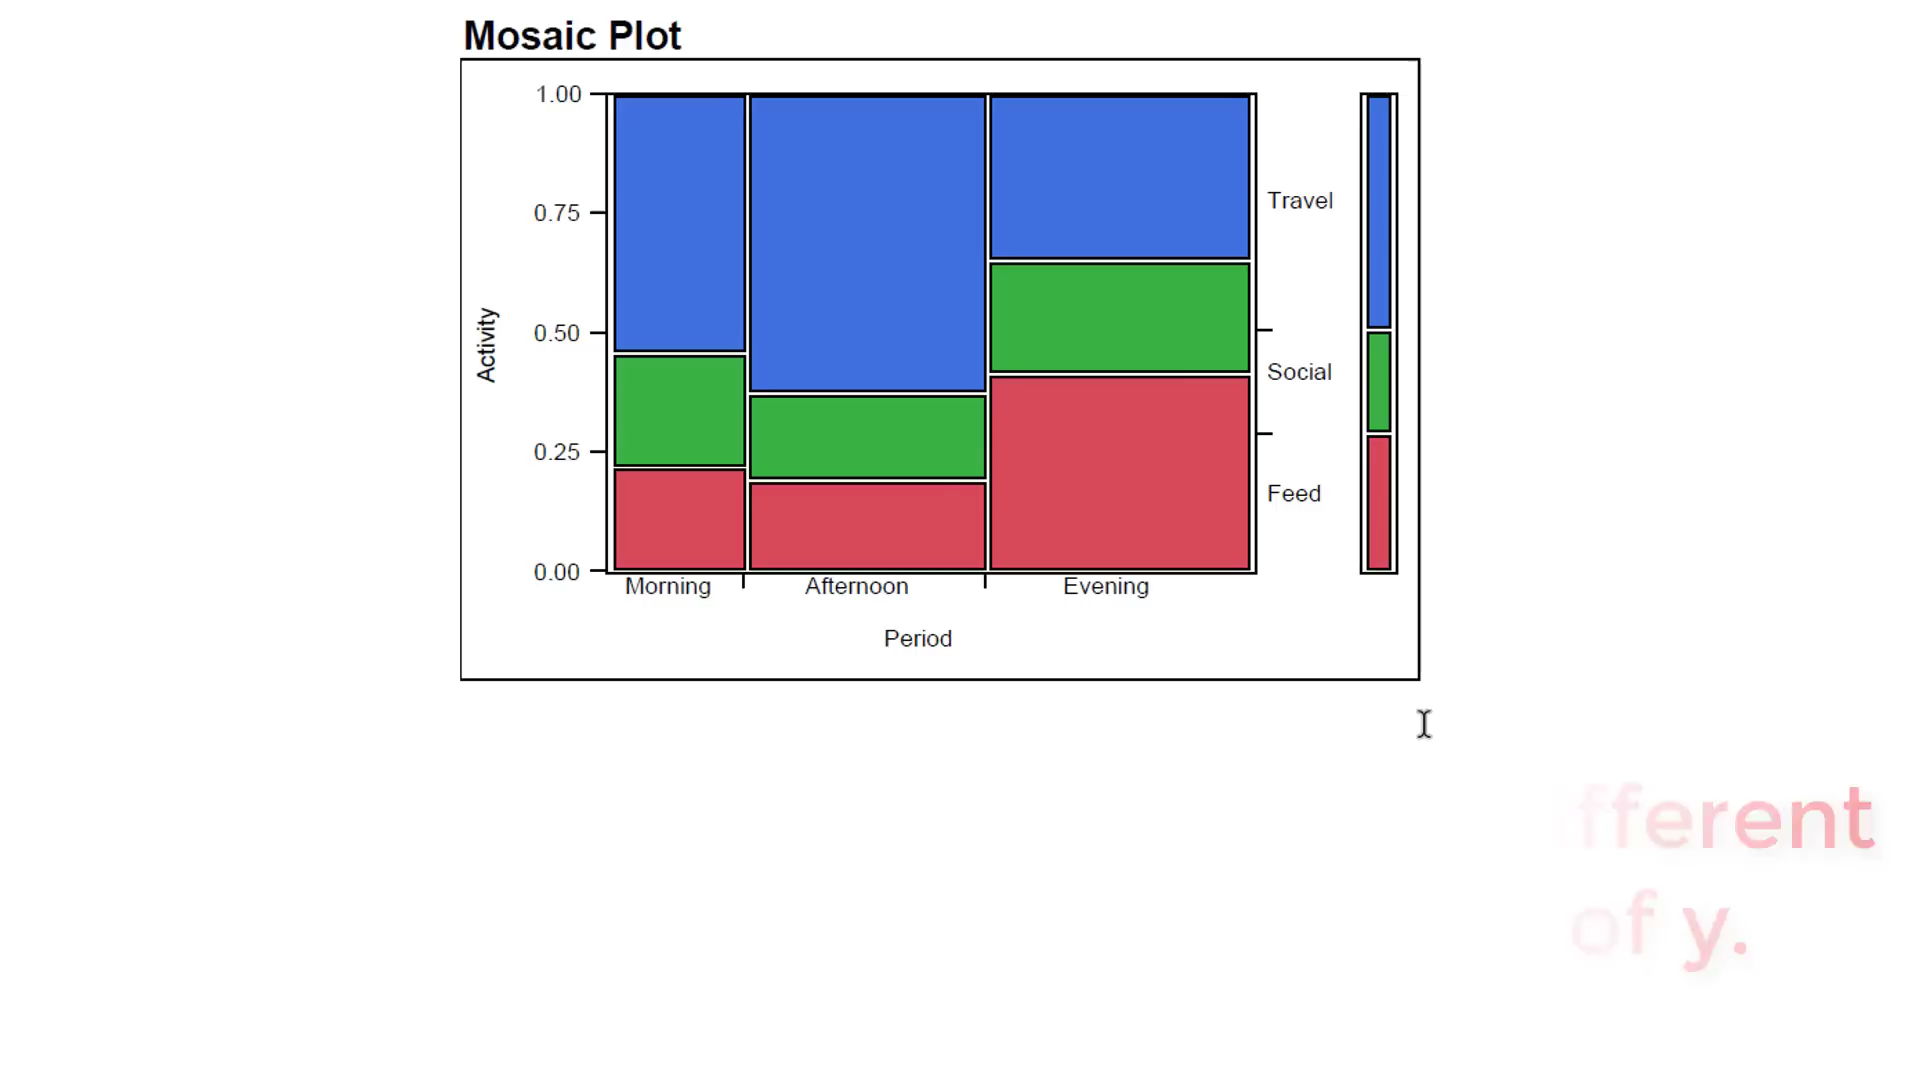 Mosaic Plot
1.00
0.75
0.50
0.25
0.00
Activity
Travel
Social
Feed
Morning Afternoon Evening
Period
fferent
of y.